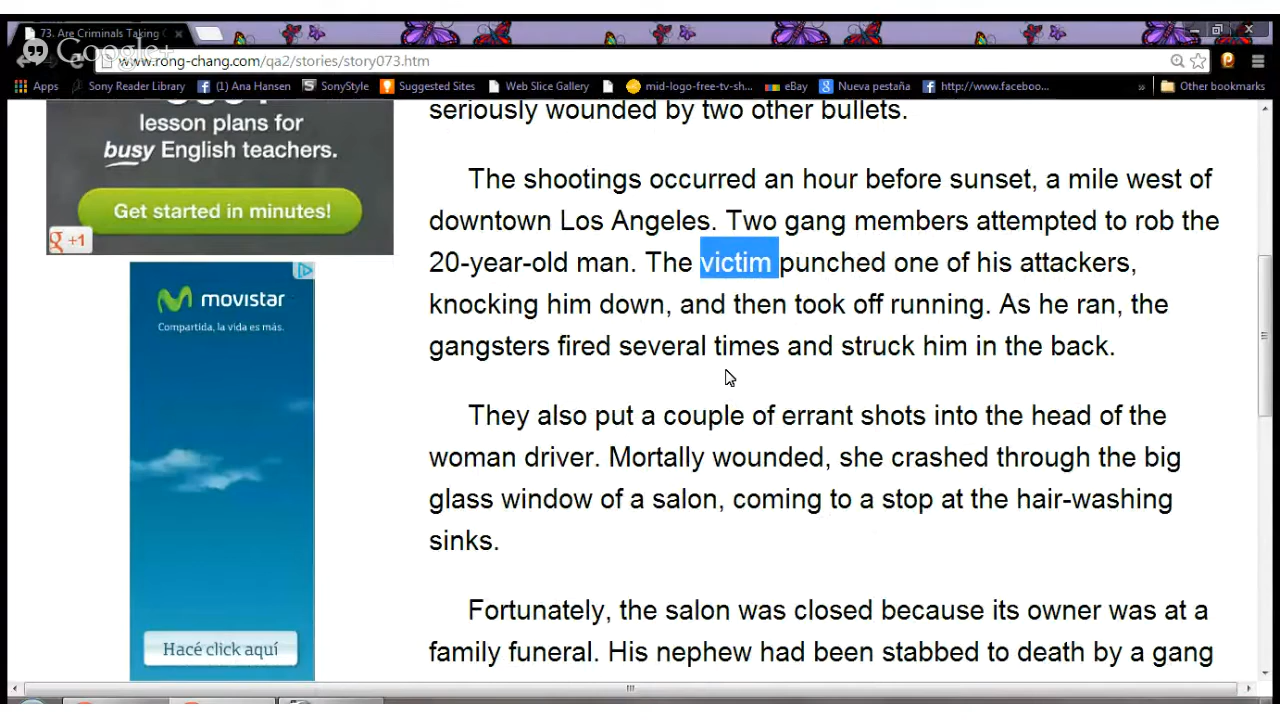 73. Are Criminals Taking
Google+
www.rong-chang.com/qa2/stories/story073.htm
Apps Sony Reader Library (1) Ana Hansen SonyStyle Suggested Sites Web Slice Gallery mid-logo-free-tv-sh... eBay Nueva pestaña http://www.faceboo... » Other bookmarks
lesson plans for
busy English teachers.
Get started in minutes!
g +1
movistar
Compartida, la vida es más.
Hacé click aquí
seriously wounded by two other bullets.
The shootings occurred an hour before sunset, a mile west of
downtown Los Angeles. Two gang members attempted to rob the
20-year-old man. The victim punched one of his attackers,
knocking him down, and then took off running. As he ran, the
gangsters fired several times and struck him in the back.
They also put a couple of errant shots into the head of the
woman driver. Mortally wounded, she crashed through the big
glass window of a salon, coming to a stop at the hair-washing
sinks.
Fortunately, the salon was closed because its owner was at a
family funeral. His nephew had been stabbed to death by a gang